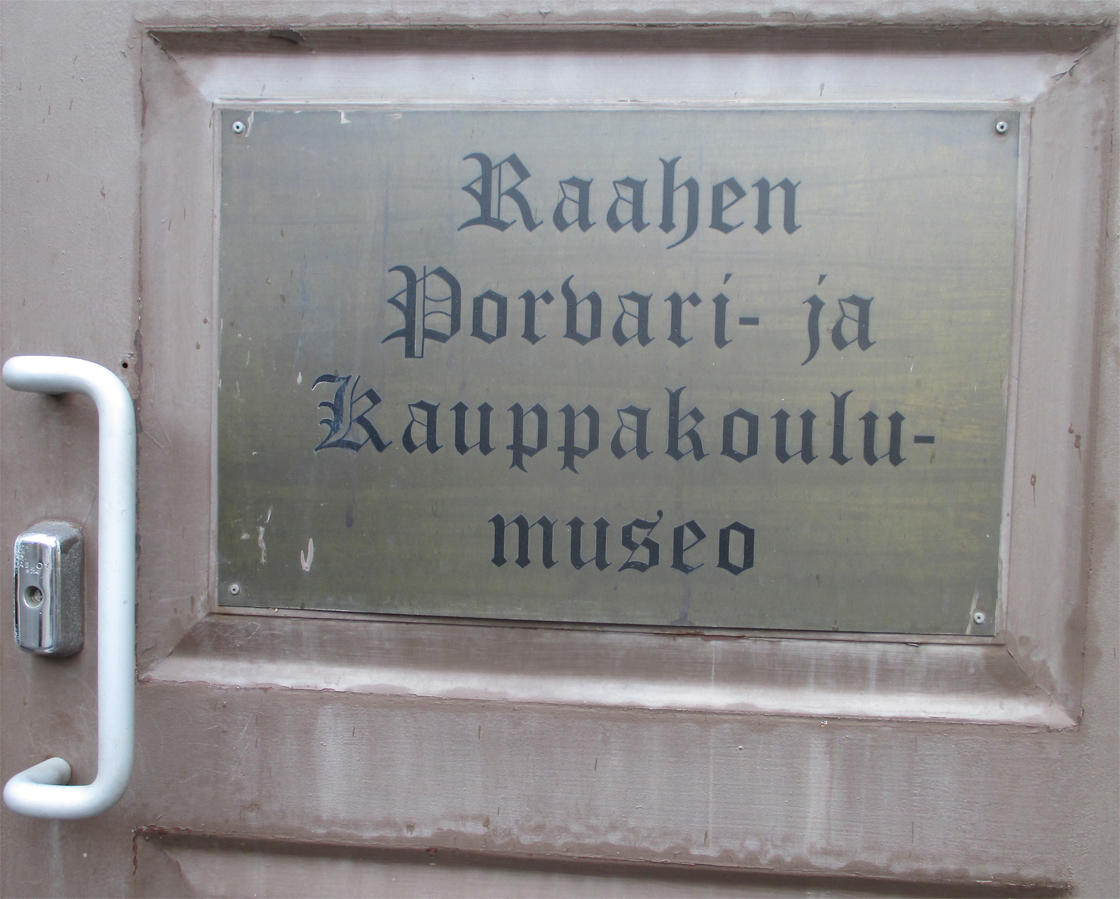 Raahen
Porvari- ja
Kauppakoulu-
museo